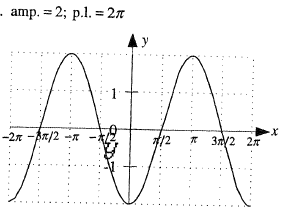 . amp. = 2; p.l. = 2π
y
1
-2π -3π/2 -π -π/2 0 π/2 π 3π/2 2π x
-1